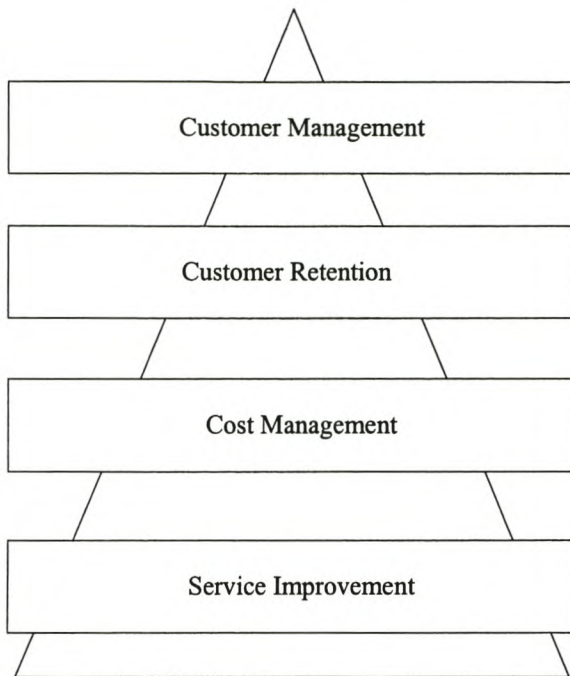 Customer Management
Customer Retention
Cost Management
Service Improvement